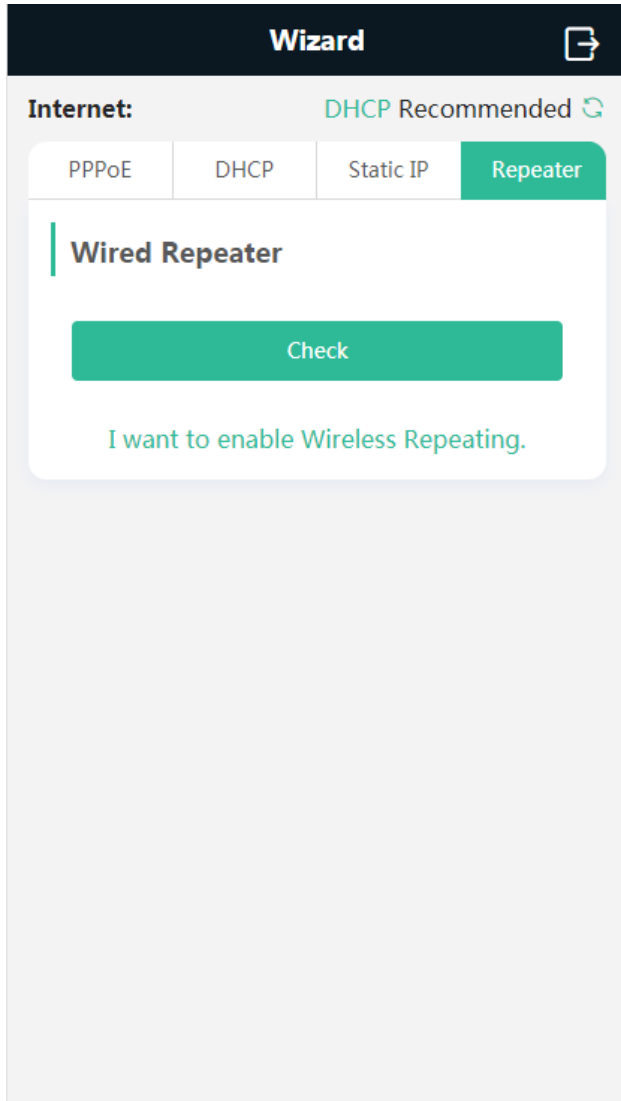 Wizard
Internet: DHCP Recommended
PPPoE DHCP Static IP Repeater
Wired Repeater
Check
I want to enable Wireless Repeating.